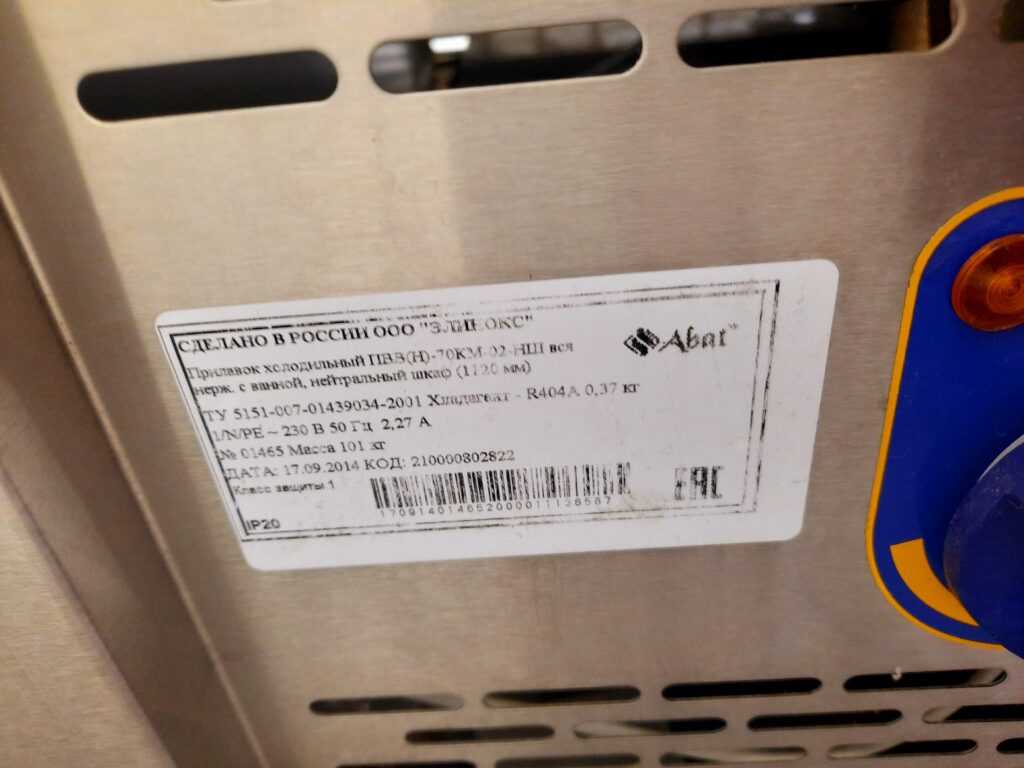 СДЕЛАНО В РОССИИ ООО "ЭЛИНОКС"
Abat™
Прилавок холодильный ПВВ(Н)-70КМ-02-НШ вся
нерж. с ванной, нейтральный шкаф (1120 мм)
ТУ 5151-007-01439034-2001 Хладагент - R404A 0,37 кг
1/N/PE ~ 230 В 50 Гц 2,27 А
№ 01465 Масса 101 кг
ДАТА: 17.09.2014 КОД: 210000802822
Класс защиты 1
170914014652000011128587
EAC
IP20